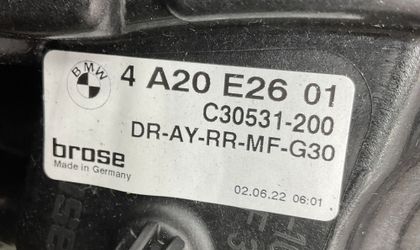 BMW
4 A20 E26 01
C30531-200
DR-AY-RR-MF-G30
brose
Made in Germany
02.06.22 06:01